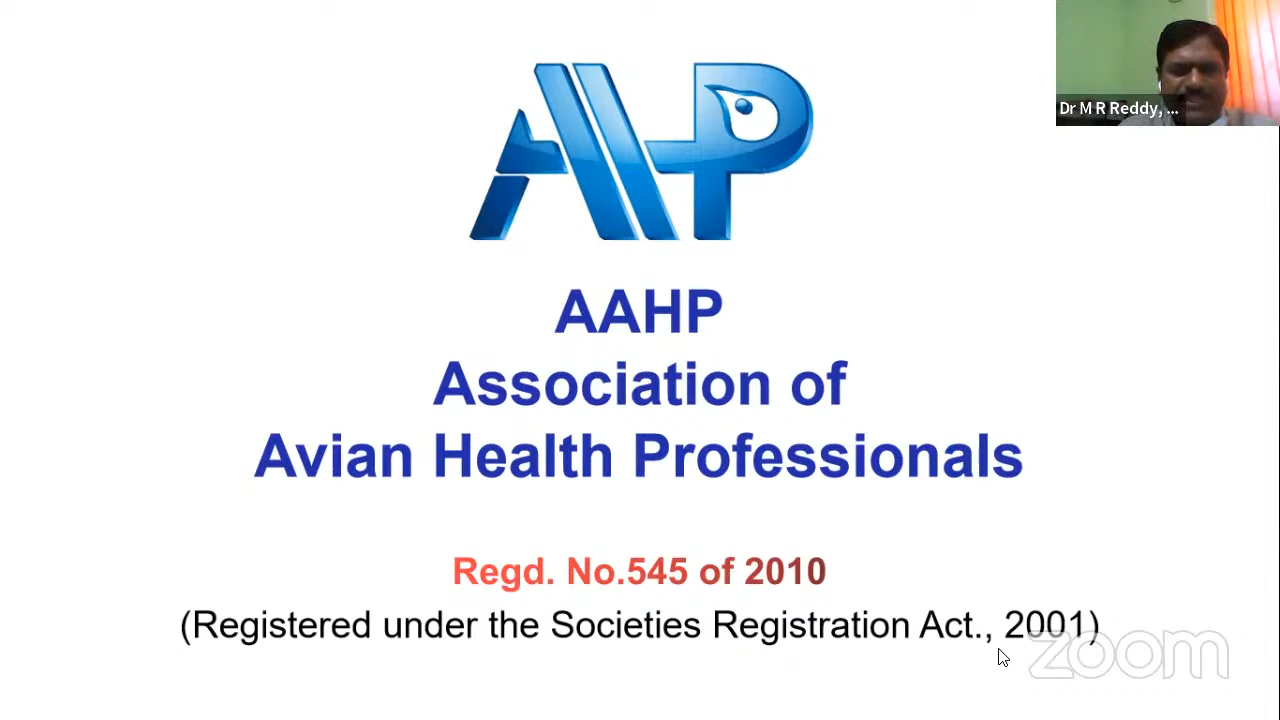 Dr M R Reddy, ...
AAHP
AAHP
Association of
Avian Health Professionals
Regd. No.545 of 2010
(Registered under the Societies Registration Act., 2001)
zoom